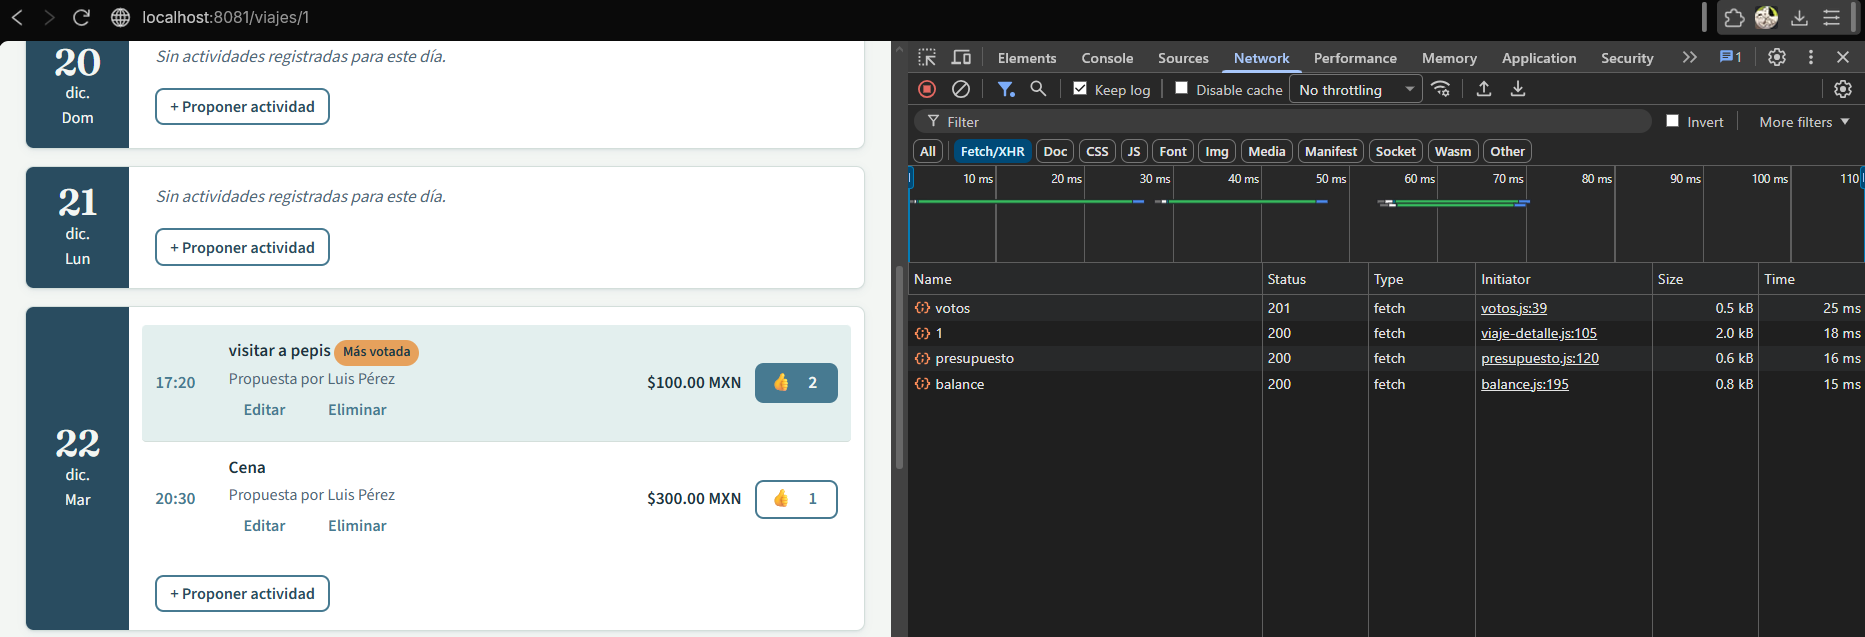 localhost:8081/viajes/1
20
dic.
Dom
Sin actividades registradas para este día.
+ Proponer actividad
21
dic.
Lun
Sin actividades registradas para este día.
+ Proponer actividad
22
dic.
Mar
17:20
visitar a pepis Más votada
Propuesta por Luis Pérez
Editar Eliminar
$100.00 MXN
👍 2
20:30
Cena
Propuesta por Luis Pérez
Editar Eliminar
$300.00 MXN
👍 1
+ Proponer actividad
Elements Console Sources Network Performance Memory Application Security 1
Keep log Disable cache No throttling
Filter Invert More filters
All Fetch/XHR Doc CSS JS Font Img Media Manifest Socket Wasm Other
10 ms 20 ms 30 ms 40 ms 50 ms 60 ms 70 ms 80 ms 90 ms 100 ms 110
Name Status Type Initiator Size Time
votos 201 fetch votos.js:39 0.5 kB 25 ms
1 200 fetch viaje-detalle.js:105 2.0 kB 18 ms
presupuesto 200 fetch presupuesto.js:120 0.6 kB 16 ms
balance 200 fetch balance.js:195 0.8 kB 15 ms